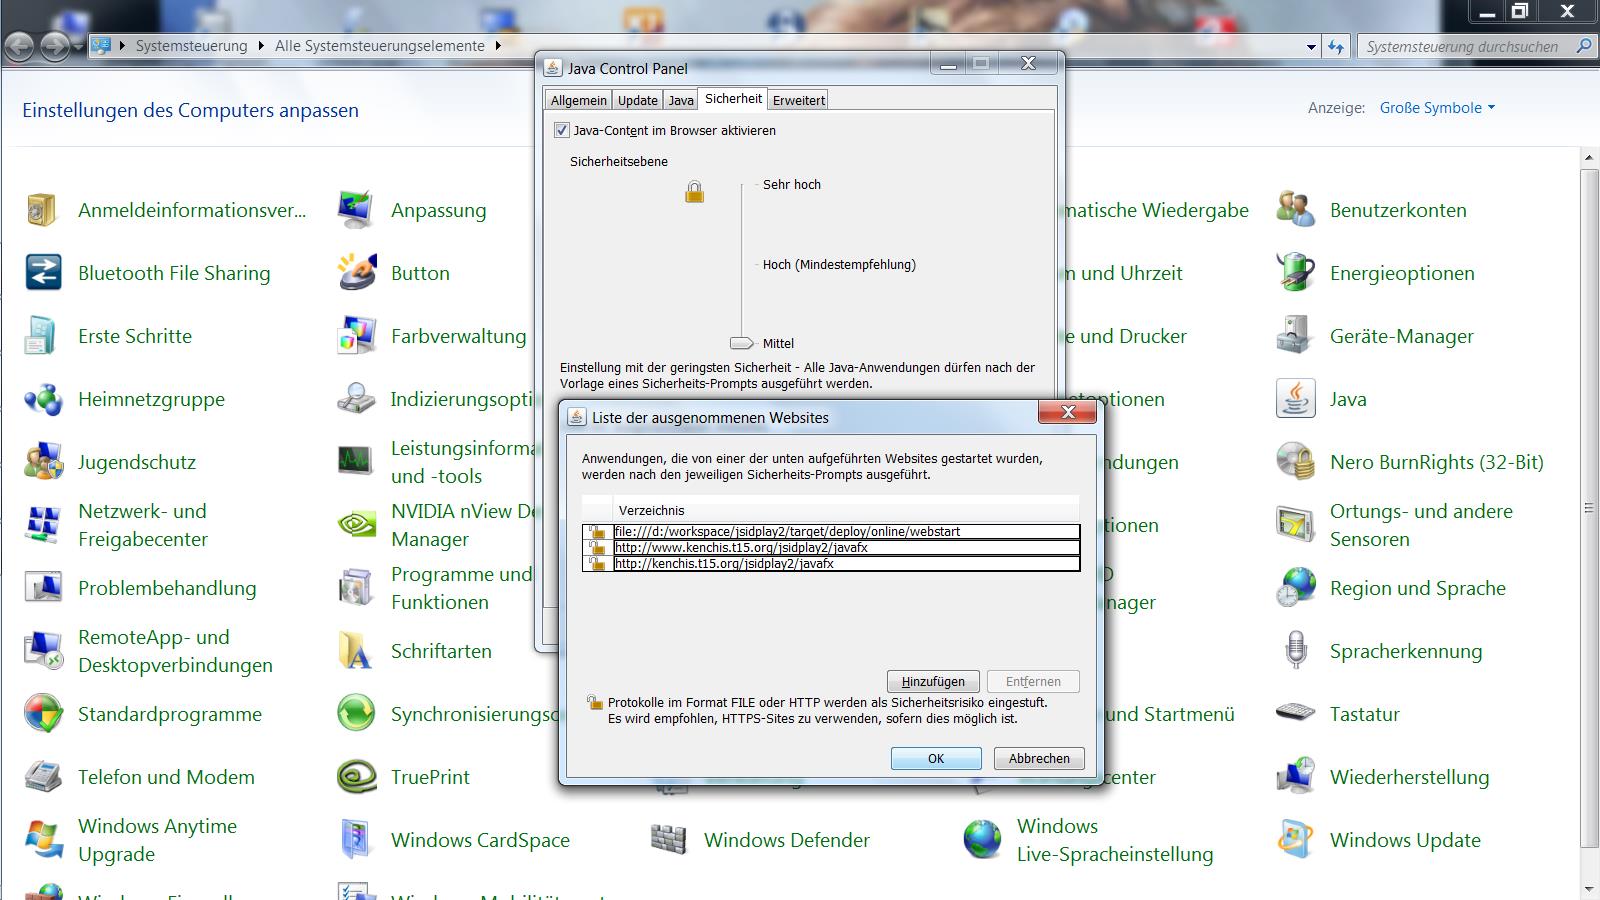 Systemsteuerung
Alle Systemsteuerungselemente
Systemsteuerung durchsuchen
Einstellungen des Computers anpassen
Anzeige:
Große Symbole
Anmeldeinformationsver...
Anpassung
matische Wiedergabe
Benutzerkonten
Bluetooth File Sharing
Button
m und Uhrzeit
Energieoptionen
Erste Schritte
Farbverwaltung
e und Drucker
Geräte-Manager
Heimnetzgruppe
Indizierungsopti
toptionen
Java
Jugendschutz
Leistungsinforma
und -tools
ndungen
Nero BurnRights (32-Bit)
Netzwerk- und
Freigabecenter
NVIDIA nView De
Manager
tionen
Ortungs- und andere
Sensoren
Problembehandlung
Programme und
Funktionen
D
nager
Region und Sprache
RemoteApp- und
Desktopverbindungen
Schriftarten
Spracherkennung
Standardprogramme
Synchronisierungsc
und Startmenü
Tastatur
Telefon und Modem
TruePrint
center
Wiederherstellung
Windows Anytime
Upgrade
Windows CardSpace
Windows Defender
Windows
Live-Spracheinstellung
Windows Update
Java Control Panel
Allgemein
Update
Java
Sicherheit
Erweitert
Java-Content im Browser aktivieren
Sicherheitsebene
Sehr hoch
Hoch (Mindestempfehlung)
Mittel
Einstellung mit der geringsten Sicherheit - Alle Java-Anwendungen dürfen nach der
Vorlage eines Sicherheits-Prompts ausgeführt werden.
Liste der ausgenommenen Websites
Anwendungen, die von einer der unten aufgeführten Websites gestartet wurden,
werden nach den jeweiligen Sicherheits-Prompts ausgeführt.
Verzeichnis
file:///d:/workspace/jsidplay2/target/deploy/online/webstart
http://www.kenchis.t15.org/jsidplay2/javafx
http://kenchis.t15.org/jsidplay2/javafx
Hinzufügen
Entfernen
Protokolle im Format FILE oder HTTP werden als Sicherheitsrisiko eingestuft.
Es wird empfohlen, HTTPS-Sites zu verwenden, sofern dies möglich ist.
OK
Abbrechen